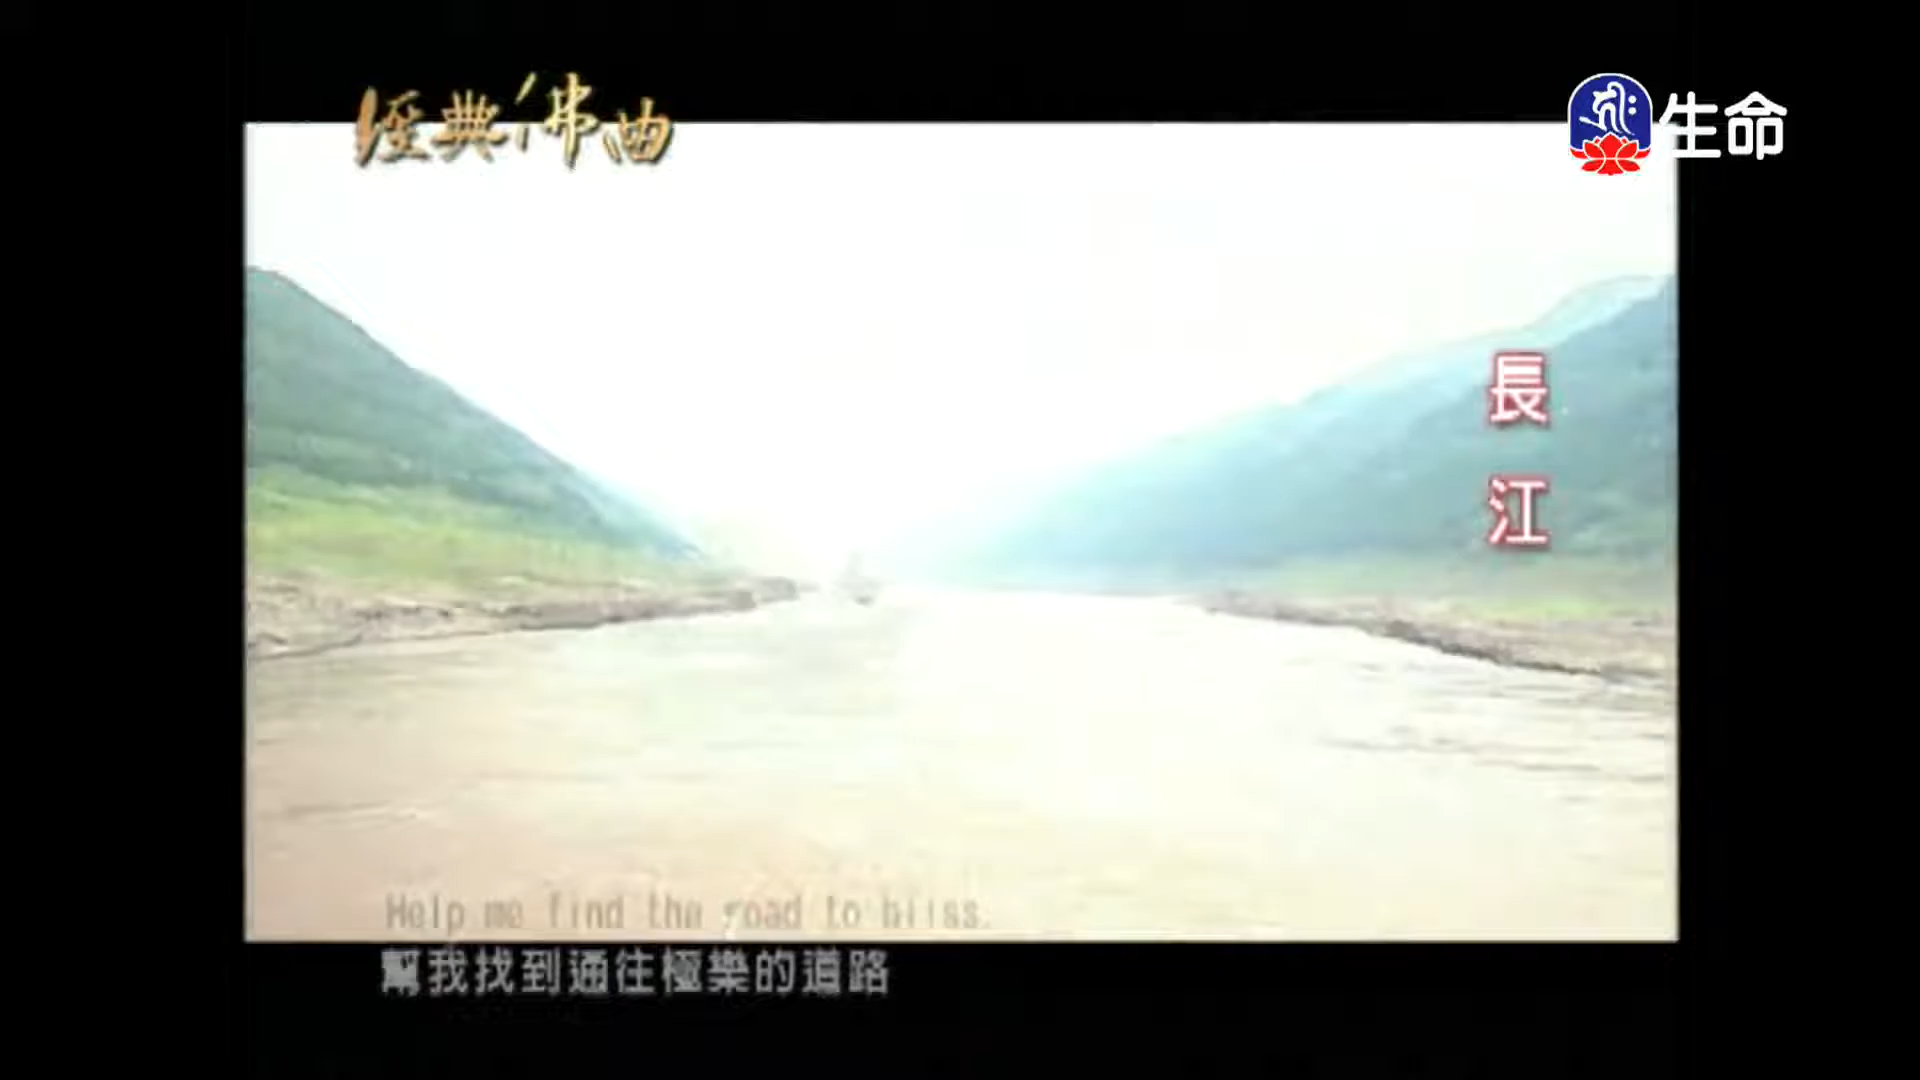 經典佛曲
生命
長江
Help me find the road to bliss.
幫我找到通往極樂的道路